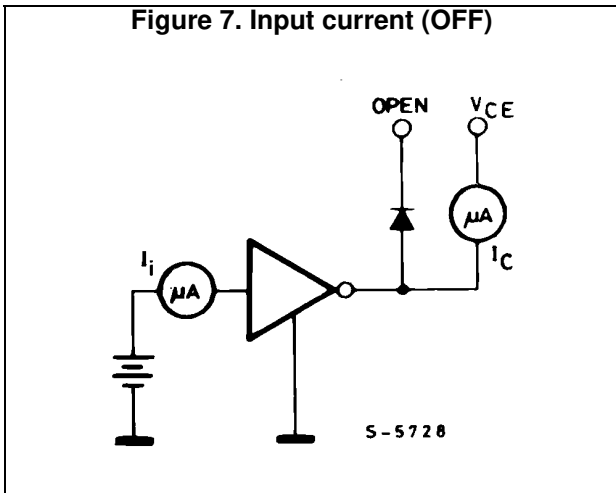 Figure 7. Input current (OFF)
OPEN
VCE
μA
IC
Ii
μA
S-5728